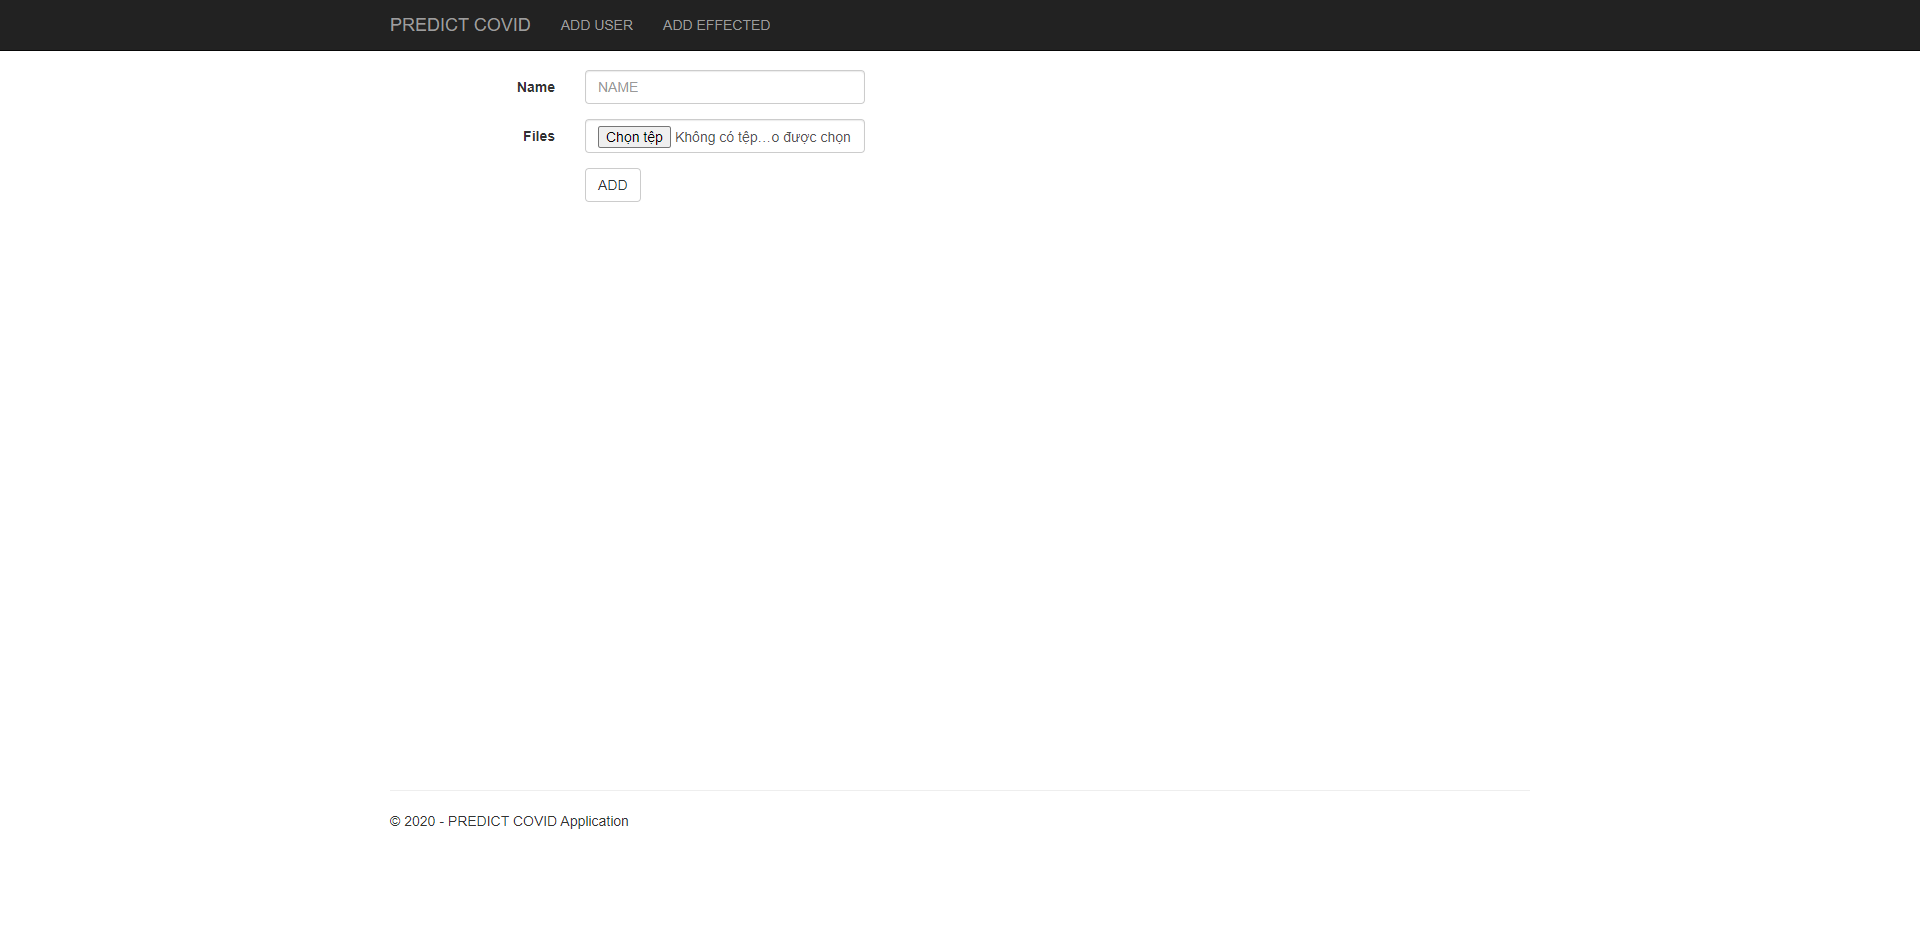 PREDICT COVID ADD USER ADD EFFECTED
Name NAME
Files Chọn tệp Không có tệp...o được chọn
ADD
© 2020 - PREDICT COVID Application